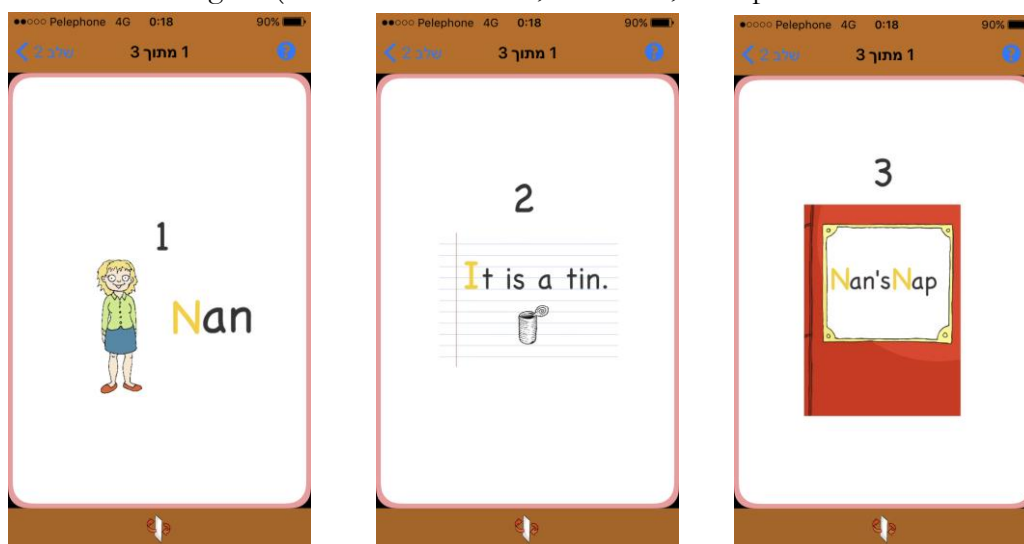 ●●○○○ Pelephone 4G 0:18 90%
שלב 2 1 מתוך 3 ?
1
Nan
●●○○○ Pelephone 4G 0:18 90%
שלב 2 1 מתוך 3 ?
2
It is a tin.
●○○○○ Pelephone 4G 0:18 90%
שלב 2 1 מתוך 3 ?
3
Nan'sNap